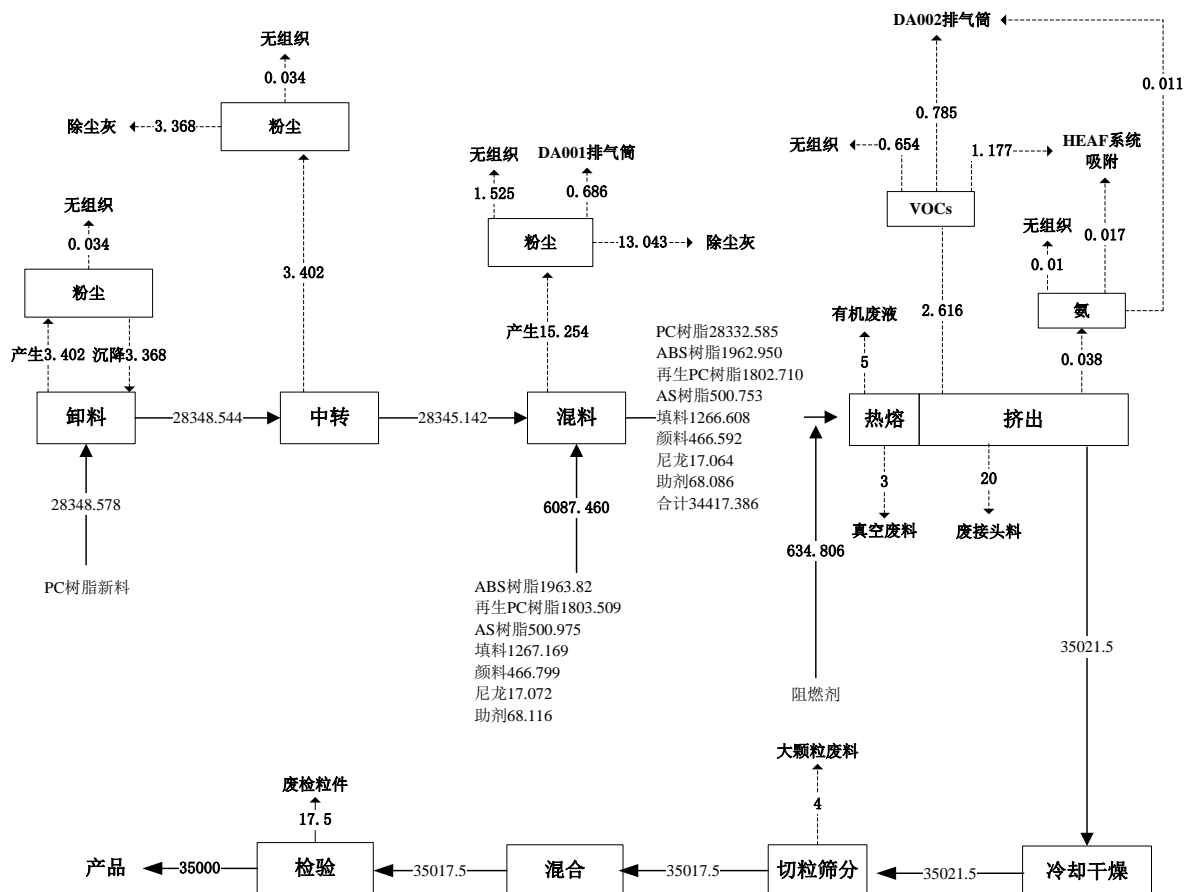 DA002排气筒
无组织
0.034
0.011
除尘灰
3.368
粉尘
0.785
无组织
DA001排气筒
无组织
0.654
1.177
HEAF系统
吸附
1.525
0.686
无组织
VOCs
0.034
粉尘
13.043
除尘灰
无组织
0.017
3.402
0.01
粉尘
2.616
氨
有机废液
产生3.402
沉降3.368
产生15.254
PC树脂28332.585
ABS树脂1962.950
再生PC树脂1802.710
AS树脂500.753
填料1266.608
颜料466.592
尼龙17.064
助剂68.086
合计34417.386
5
0.038
卸料
28348.544
中转
28345.142
混料
热熔
挤出
28348.578
6087.460
3
20
真空废料
废接头料
634.806
PC树脂新料
ABS树脂1963.82
再生PC树脂1803.509
AS树脂500.975
填料1267.169
颜料466.799
尼龙17.072
助剂68.116
35021.5
阻燃剂
大颗粒废料
废检粒件
4
17.5
产品
35000
检验
35017.5
混合
35017.5
切粒筛分
35021.5
冷却干燥